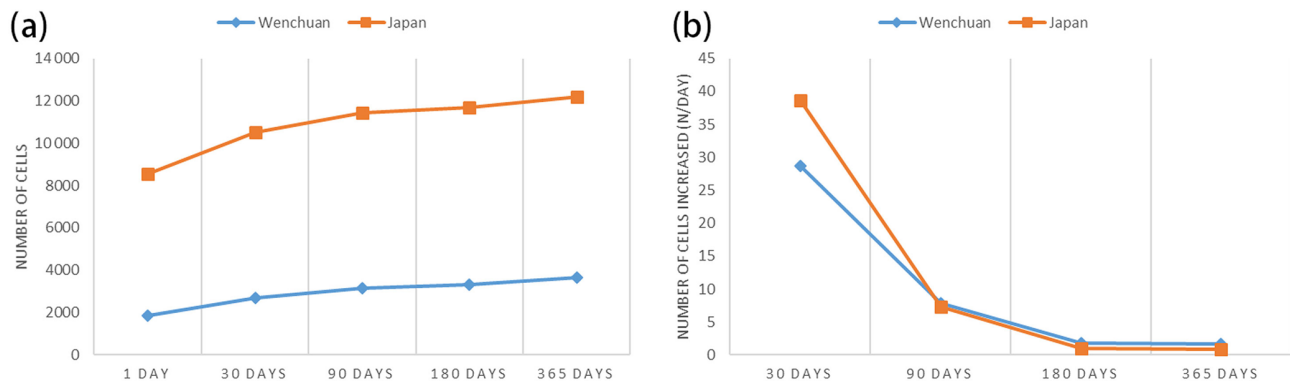 (a)
Wenchuan Japan
14 000
12 000
10 000
8000
6000
4000
2000
0
NUMBER OF CELLS
1 DAY 30 DAYS 90 DAYS 180 DAYS 365 DAYS
(b)
Wenchuan Japan
45
40
35
30
25
20
15
10
5
0
NUMBER OF CELLS INCREASED (N/DAY)
30 DAYS 90 DAYS 180 DAYS 365 DAYS